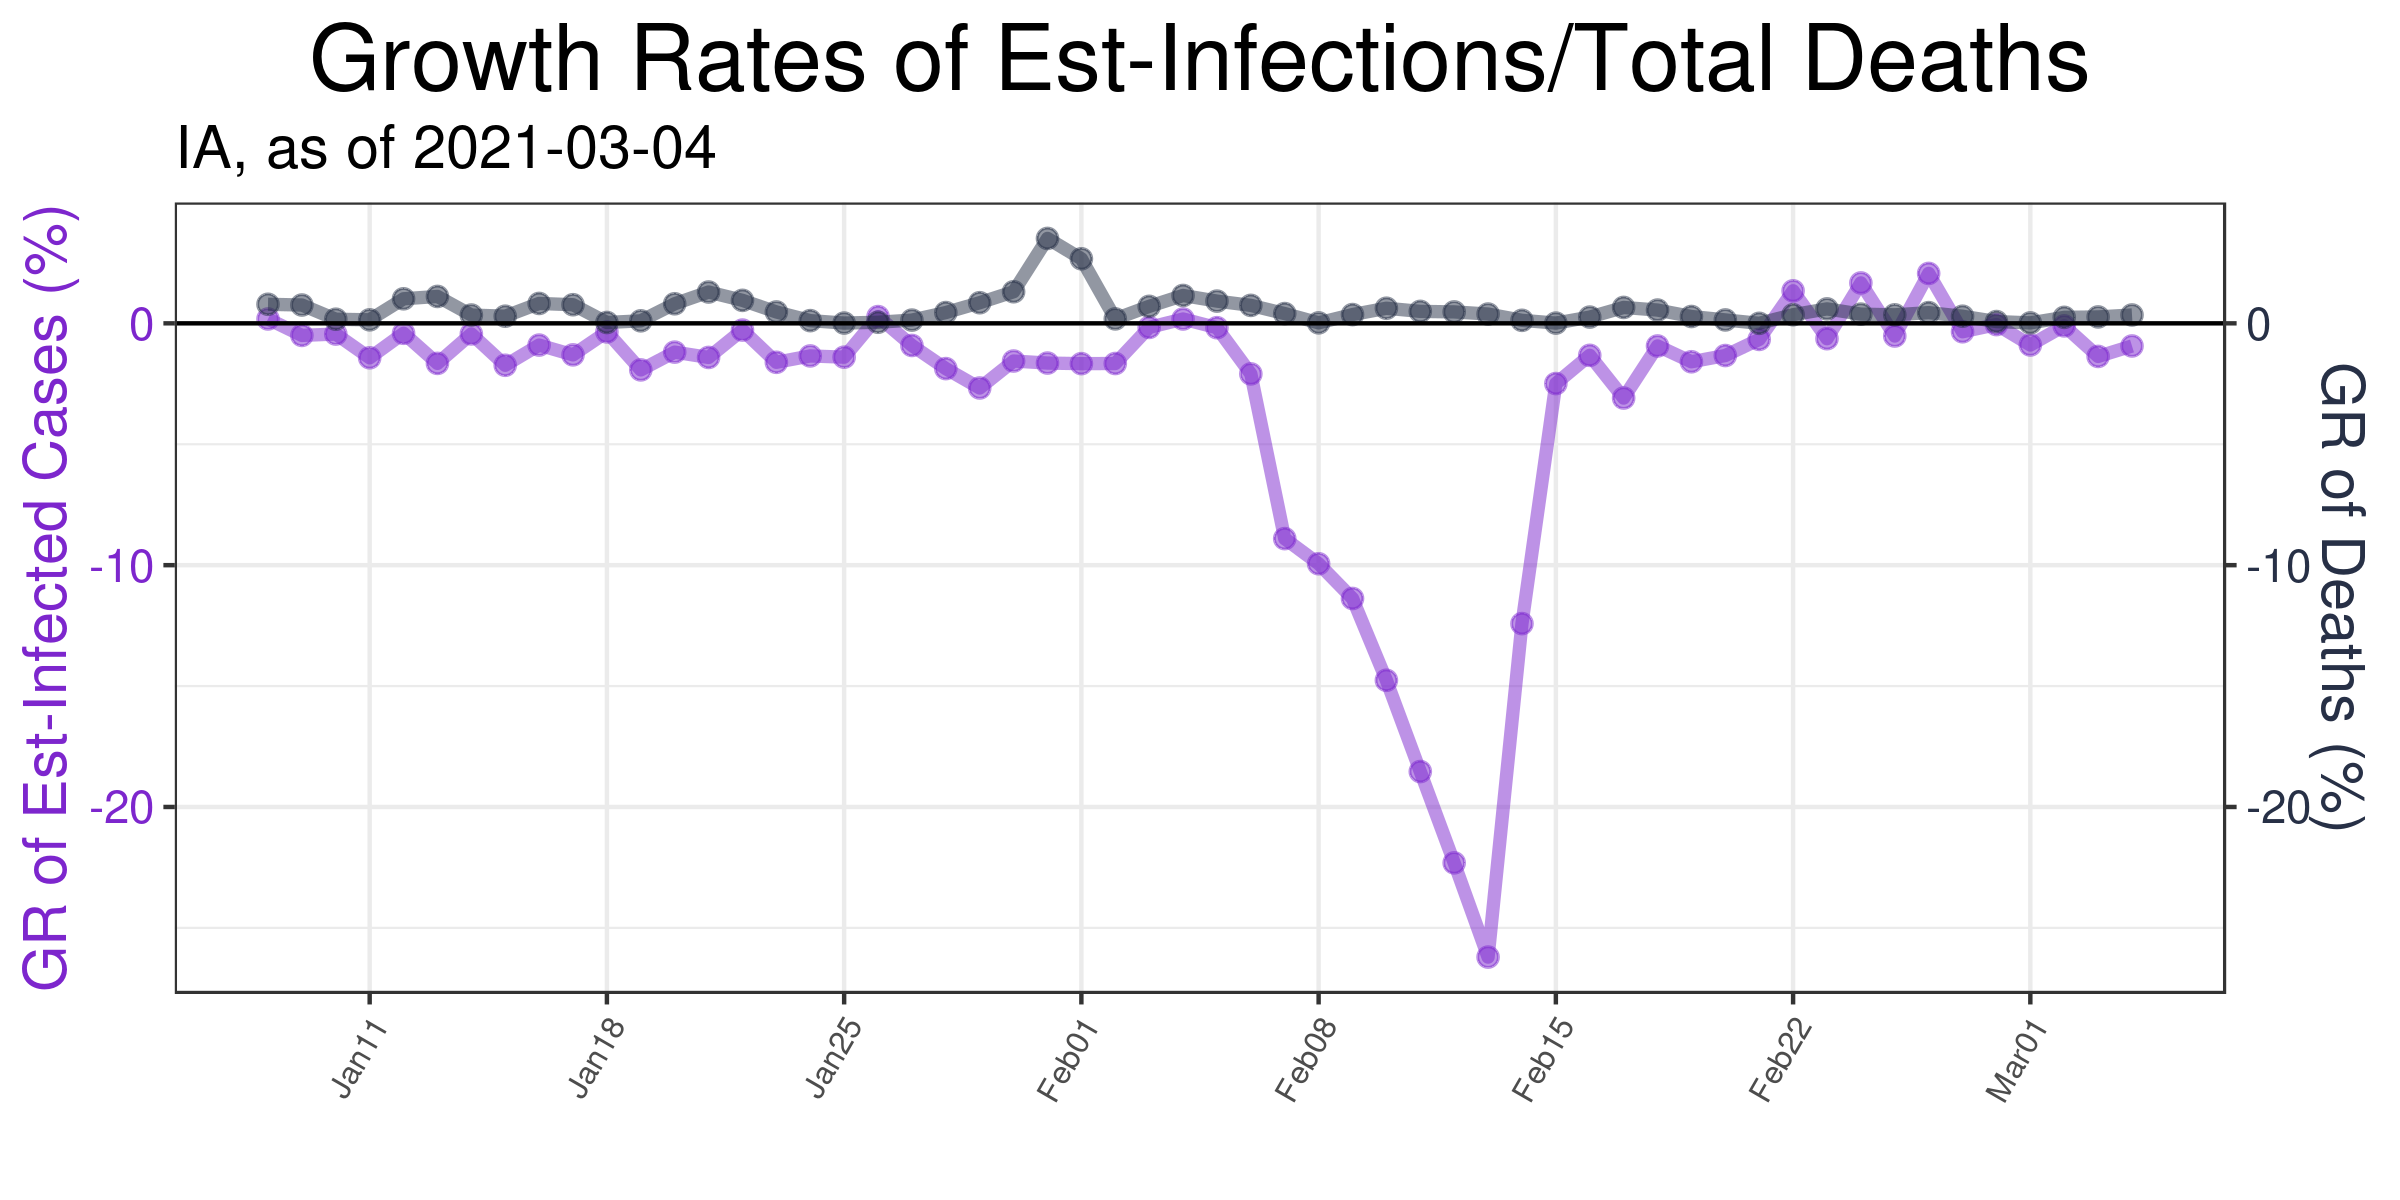 Growth Rates of Est-Infections/Total Deaths
IA, as of 2021-03-04
GR of Est-Infected Cases (%)
0
-10
-20
0
-10
-20
GR of Deaths (%)
Jan11
Jan18
Jan25
Feb01
Feb08
Feb15
Feb22
Mar01